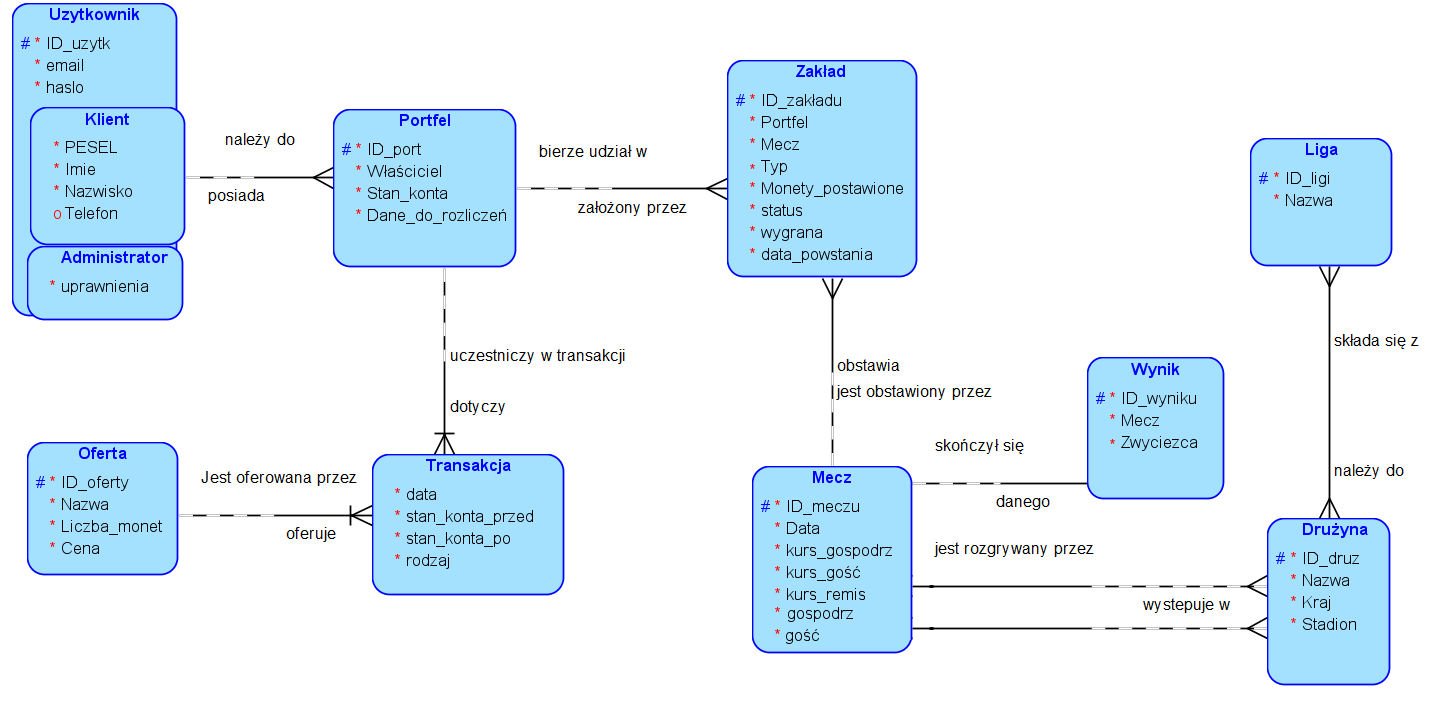 Uzytkownik
# * ID_uzytk
* email
* haslo
Klient
* PESEL
* Imie
* Nazwisko
o Telefon
Administrator
* uprawnienia
należy do
posiada
Portfel
# * ID_port
* Właściciel
* Stan_konta
* Dane_do_rozliczeń
bierze udział w
założony przez
Zakład
# * ID_zakładu
* Portfel
* Mecz
* Typ
* Monety_postawione
* status
* wygrana
* data_powstania
Liga
# * ID_ligi
* Nazwa
składa się z
należy do
uczestniczy w transakcji
dotyczy
obstawia
jest obstawiony przez
Wynik
# * ID_wyniku
* Mecz
* Zwyciezca
skończył się
danego
Oferta
# * ID_oferty
* Nazwa
* Liczba_monet
* Cena
Jest oferowana przez
oferuje
Transakcja
* data
* stan_konta_przed
* stan_konta_po
* rodzaj
Mecz
# * ID_meczu
* Data
* kurs_gospodrz
* kurs_gość
* kurs_remis
* gospodrz
* gość
jest rozgrywany przez
wystepuje w
Drużyna
# * ID_druz
* Nazwa
* Kraj
* Stadion